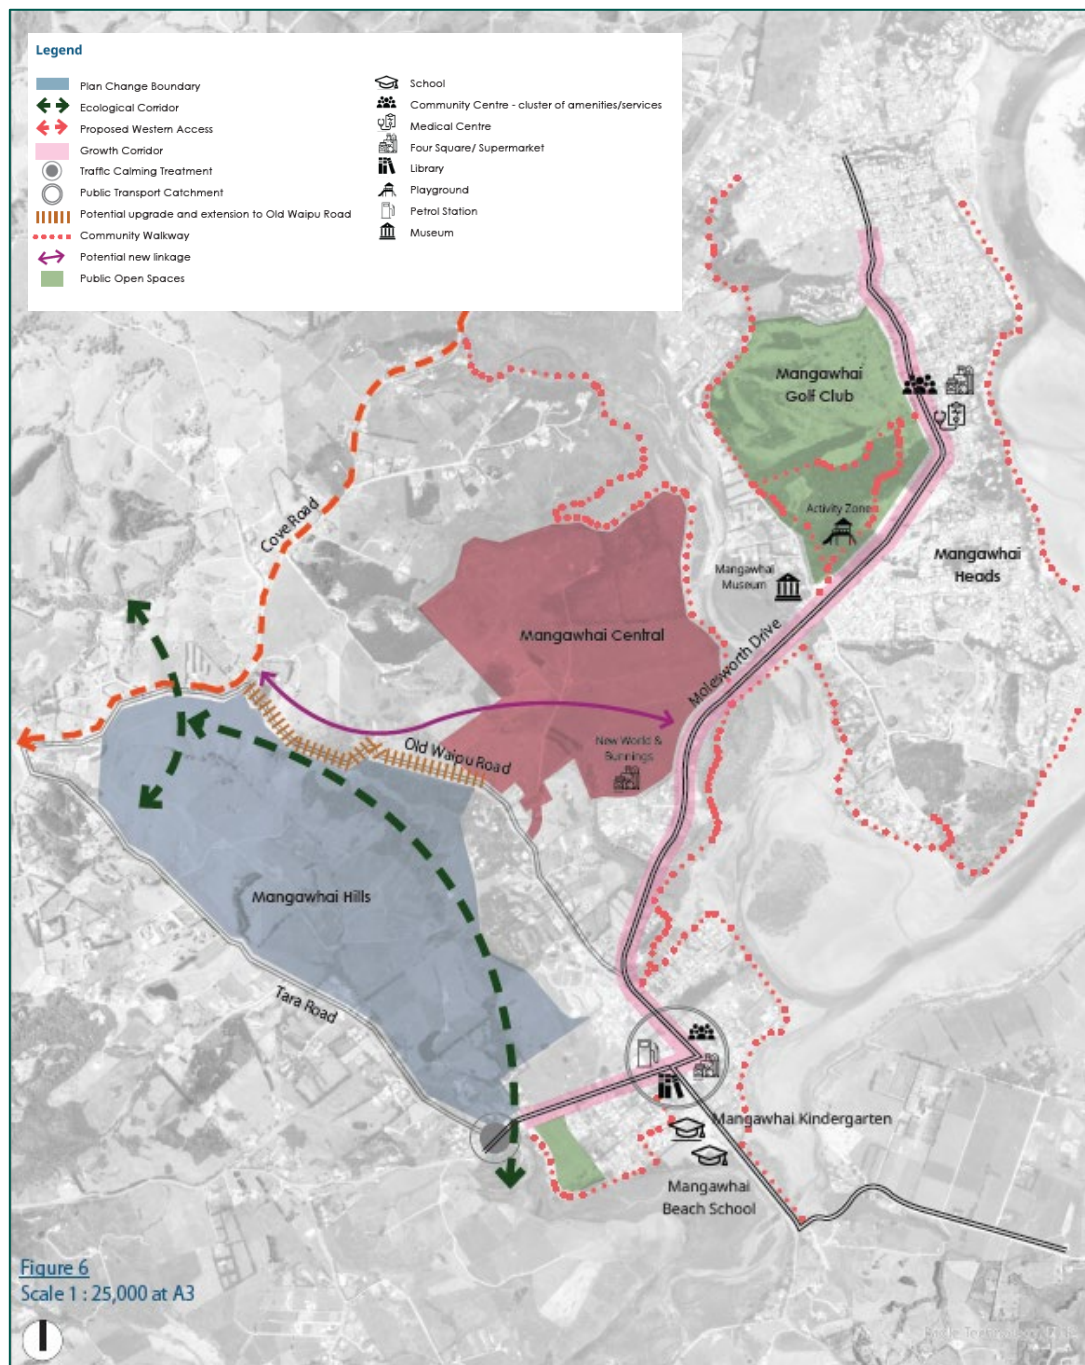 Legend
Plan Change Boundary
Ecological Corridor
Proposed Western Access
Growth Corridor
Traffic Calming Treatment
Public Transport Catchment
Potential upgrade and extension to Old Waipu Road
Community Walkway
Potential new linkage
Public Open Spaces
School
Community Centre - cluster of amenities/services
Medical Centre
Four Square/ Supermarket
Library
Playground
Petrol Station
Museum
Mangawhai
Golf Club
Activity Zone
Cove Road
Mangawhai
Heads
Mangawhai
Museum
Mangawhai Central
Molesworth Drive
New World &
Bunnings
Old Waipu Road
Mangawhai Hills
Tara Road
Mangawhai Kindergarten
Mangawhai
Beach School
Figure 6
Scale 1 : 25,000 at A3